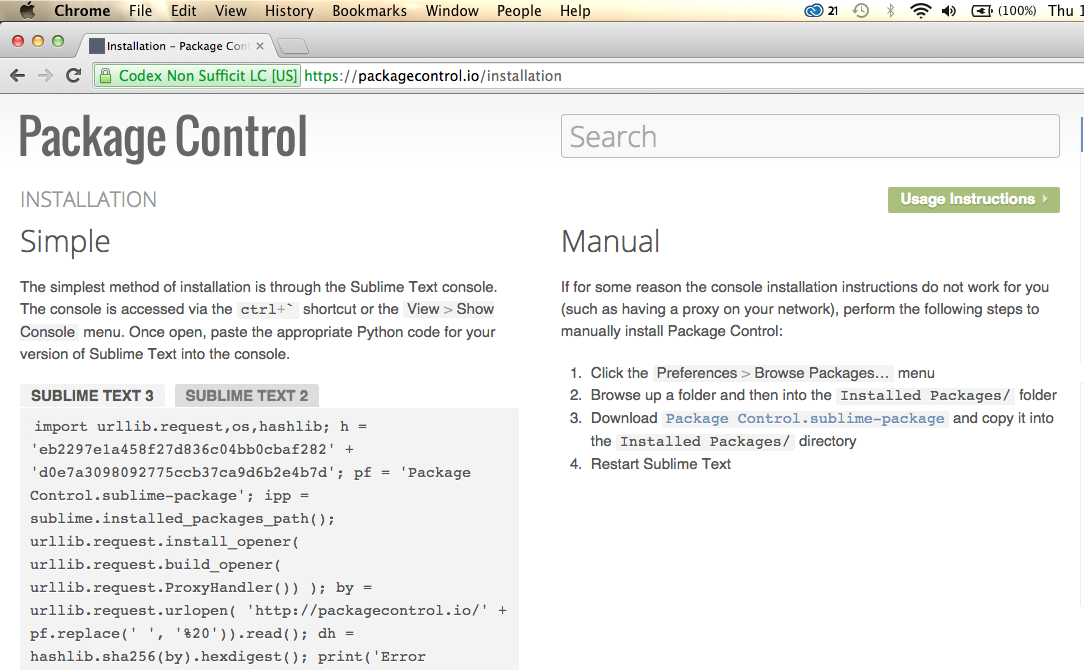 Chrome File Edit View History Bookmarks Window People Help 21 (100%) Thu 1
Installation – Package Con
Codex Non Sufficit LC [US] https://packagecontrol.io/installation
Package Control
Search
INSTALLATION
Usage Instructions
Simple
The simplest method of installation is through the Sublime Text console.
The console is accessed via the ctrl+` shortcut or the View > Show
Console menu. Once open, paste the appropriate Python code for your
version of Sublime Text into the console.
SUBLIME TEXT 3
SUBLIME TEXT 2
import urllib.request,os,hashlib; h =
'eb2297e1a458f27d836c04bb0cbaf282' +
'd0e7a3098092775ccb37ca9d6b2e4b7d'; pf = 'Package
Control.sublime-package'; ipp =
sublime.installed_packages_path();
urllib.request.install_opener(
urllib.request.build_opener(
urllib.request.ProxyHandler()) ); by =
urllib.request.urlopen( 'http://packagecontrol.io/' +
pf.replace(' ', '%20')).read(); dh =
hashlib.sha256(by).hexdigest(); print('Error
Manual
If for some reason the console installation instructions do not work for you
(such as having a proxy on your network), perform the following steps to
manually install Package Control:
1. Click the Preferences > Browse Packages… menu
2. Browse up a folder and then into the Installed Packages/ folder
3. Download Package Control.sublime-package and copy it into
the Installed Packages/ directory
4. Restart Sublime Text